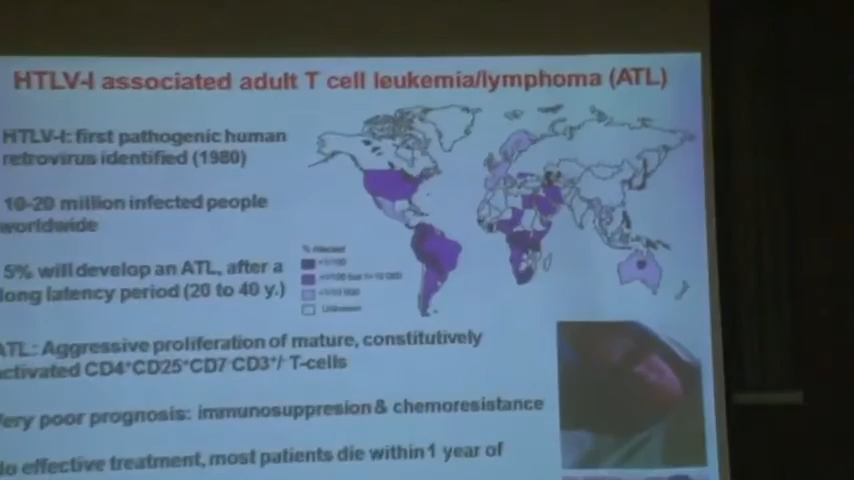 HTLV-I associated adult T cell leukemia/lymphoma (ATL)
HTLV-I: first pathogenic human
retrovirus identified (1980)
10-20 million infected people
worldwide
5% will develop an ATL, after a
long latency period (20 to 40 y.)
% infected
Unknown
ATL: Aggressive proliferation of mature, constitutively
activated CD4⁺CD25⁺CD7⁻CD3⁺/⁻ T-cells
Very poor prognosis: immunosuppresion & chemoresistance
No effective treatment, most patients die within 1 year of